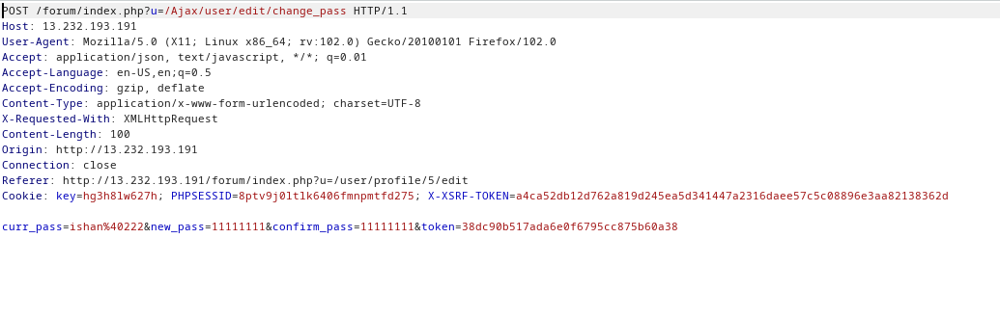 POST /forum/index.php?u=/Ajax/user/edit/change_pass HTTP/1.1
Host: 13.232.193.191
User-Agent: Mozilla/5.0 (X11; Linux x86_64; rv:102.0) Gecko/20100101 Firefox/102.0
Accept: application/json, text/javascript, */*; q=0.01
Accept-Language: en-US,en;q=0.5
Accept-Encoding: gzip, deflate
Content-Type: application/x-www-form-urlencoded; charset=UTF-8
X-Requested-With: XMLHttpRequest
Content-Length: 100
Origin: http://13.232.193.191
Connection: close
Referer: http://13.232.193.191/forum/index.php?u=/user/profile/5/edit
Cookie: key=hg3h8lw627h; PHPSESSID=8ptv9j0ltlk6406fmnpmtfd275; X-XSRF-TOKEN=a4ca52db12d762a819d245ea5d341447a2316daee57c5c08896e3aa82138362d
curr_pass=ishan%40222&new_pass=11111111&confirm_pass=11111111&token=38dc90b517ada6e0f6795cc875b60a38